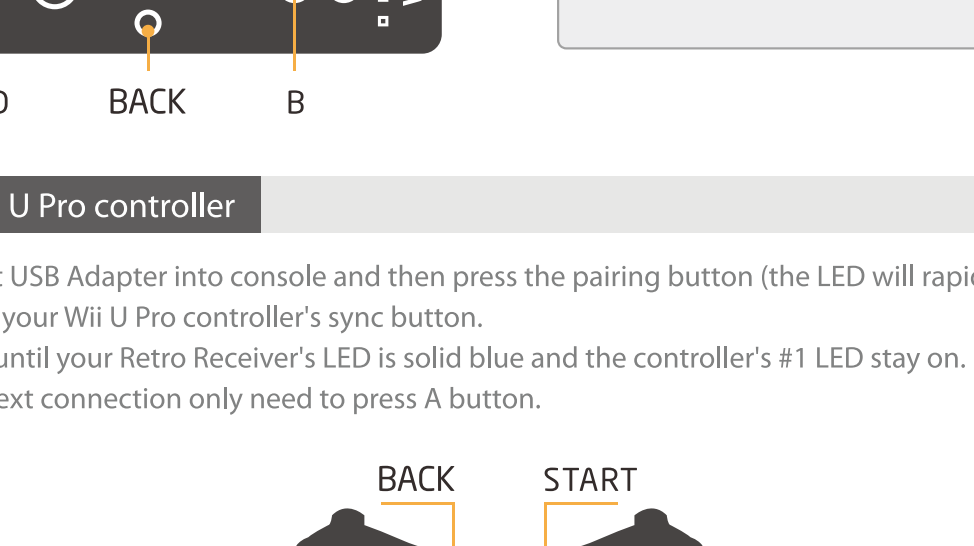 BACK
B
U Pro controller
USB Adapter into console and then press the pairing button (the LED will
your Wii U Pro controller's sync button.
until your Retro Receiver's LED is solid blue and the controller's #1 LED stay on.
connection only need to press A button.
BACK
START